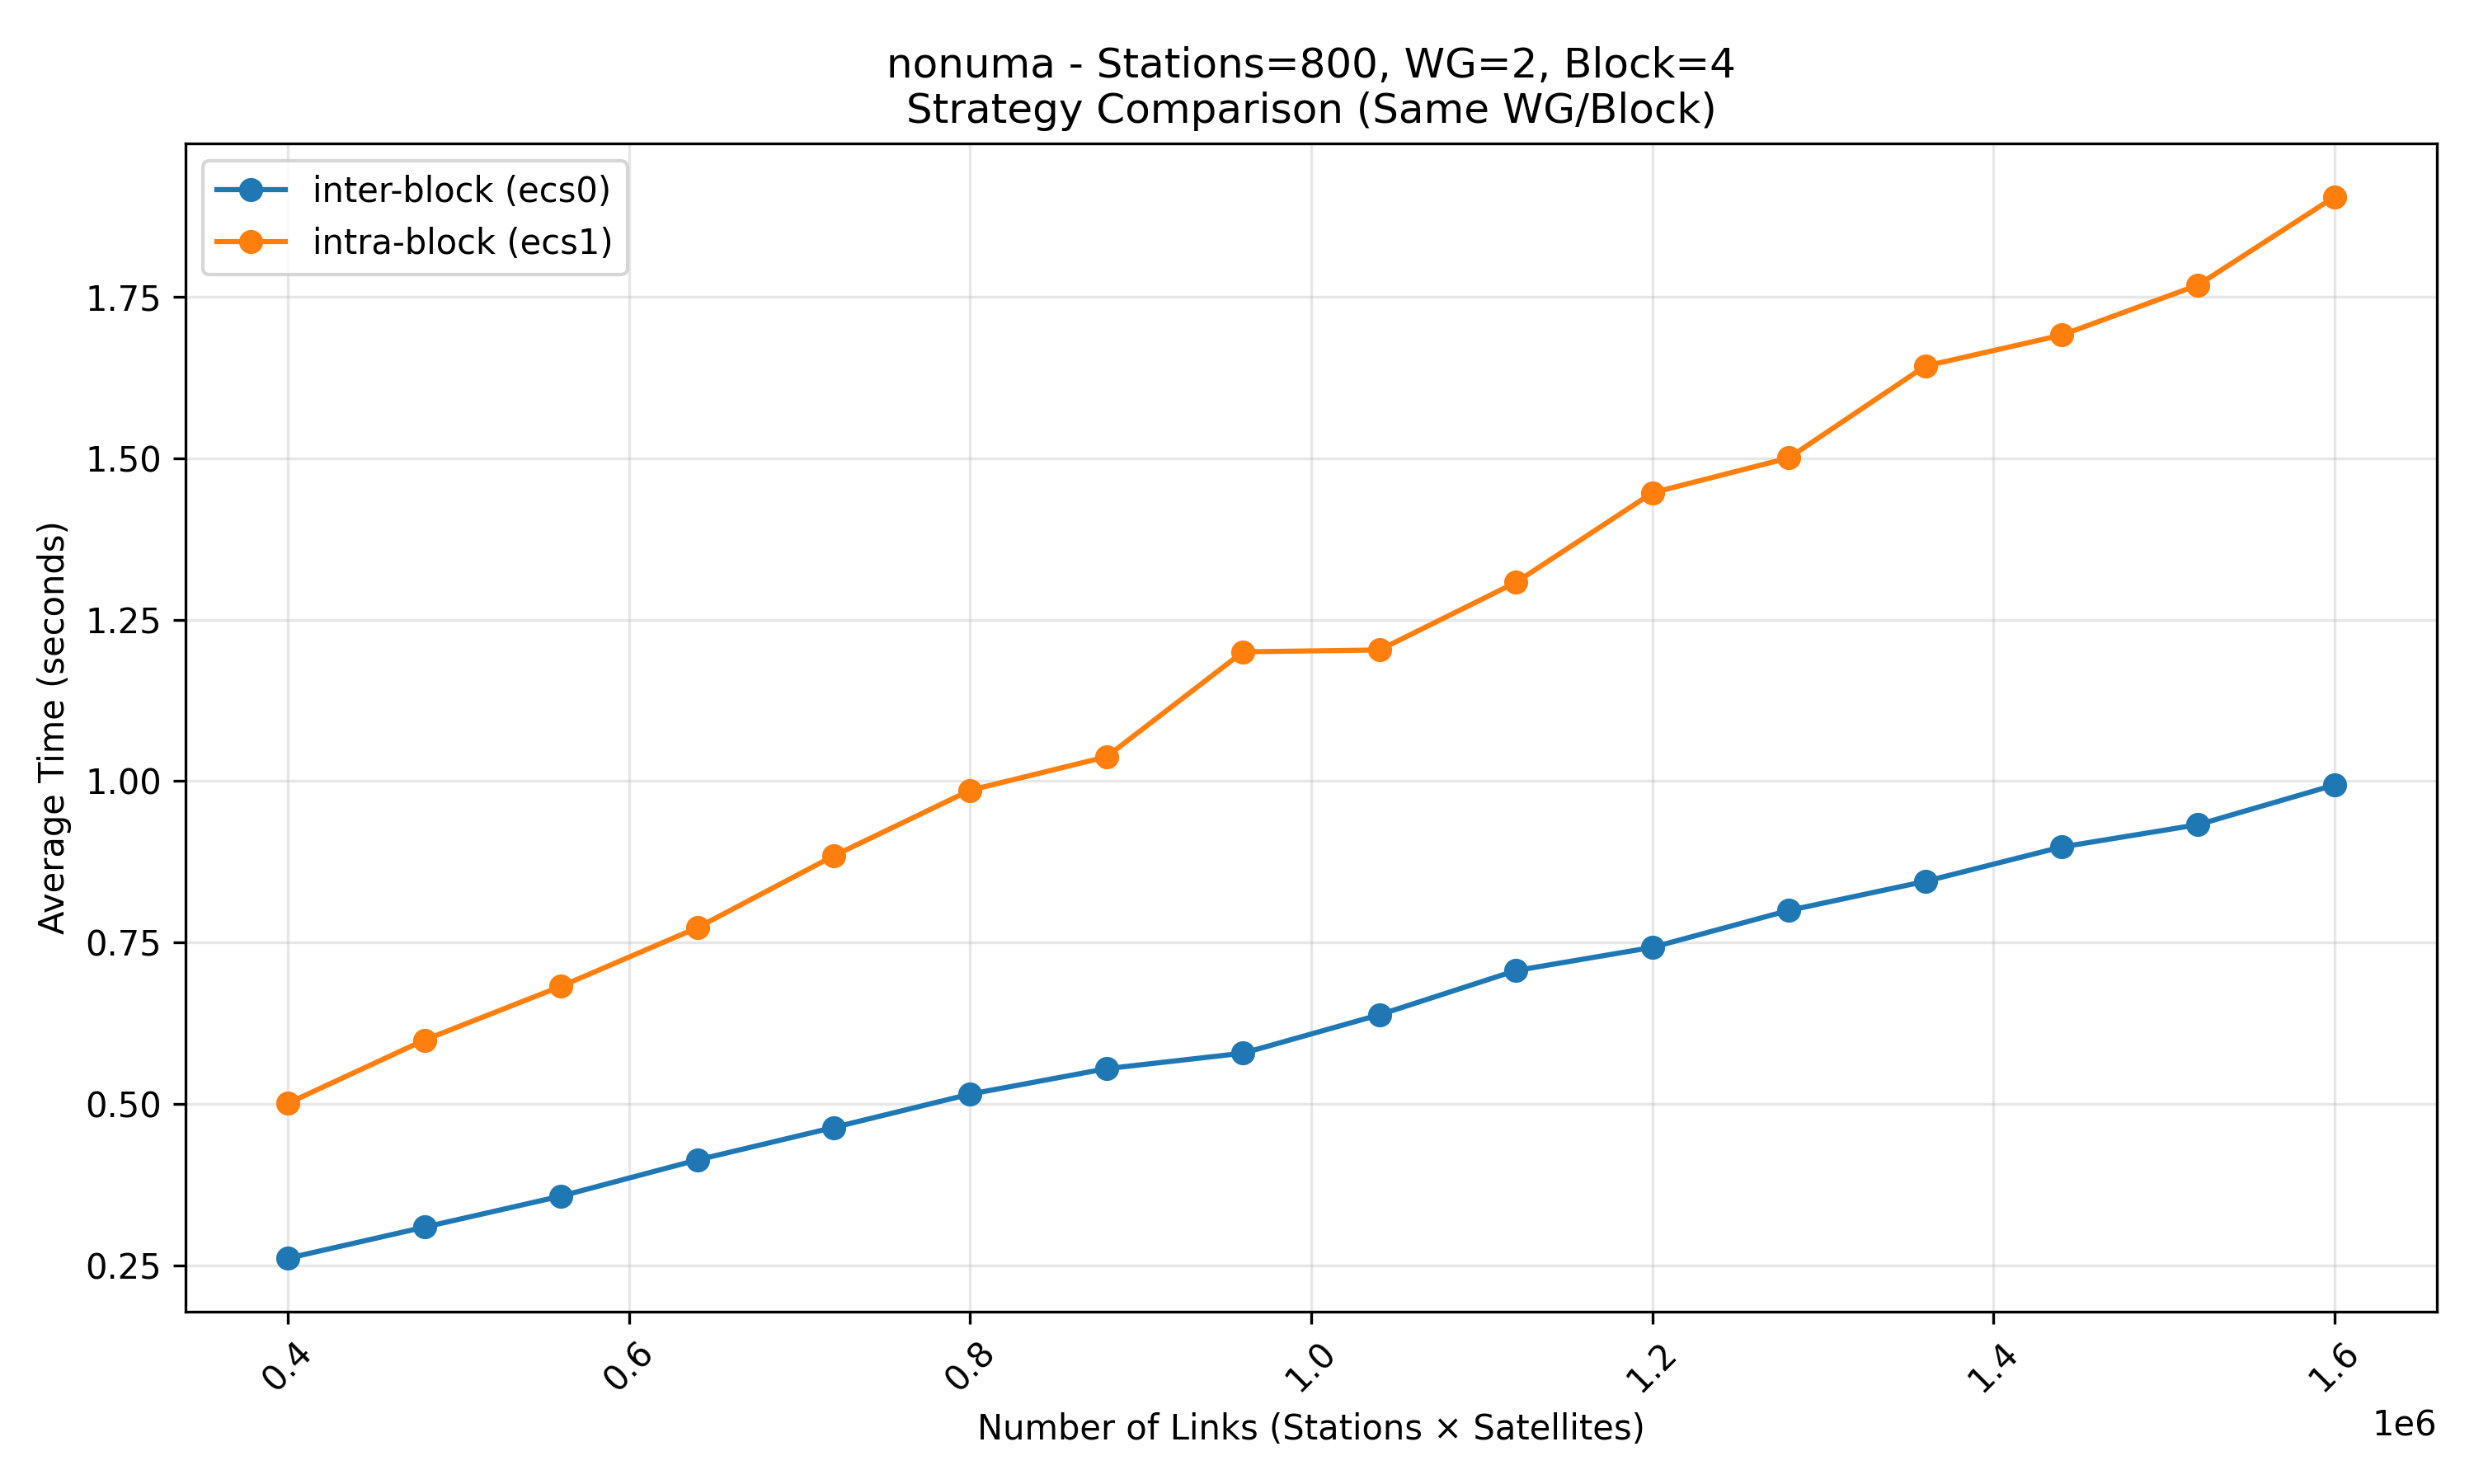 nonuma - Stations=800, WG=2, Block=4
Strategy Comparison (Same WG/Block)
inter-block (ecs0)
intra-block (ecs1)
Average Time (seconds)
1.75
1.50
1.25
1.00
0.75
0.50
0.25
0.4
0.6
0.8
1.0
1.2
1.4
1.6
Number of Links (Stations × Satellites)
1e6